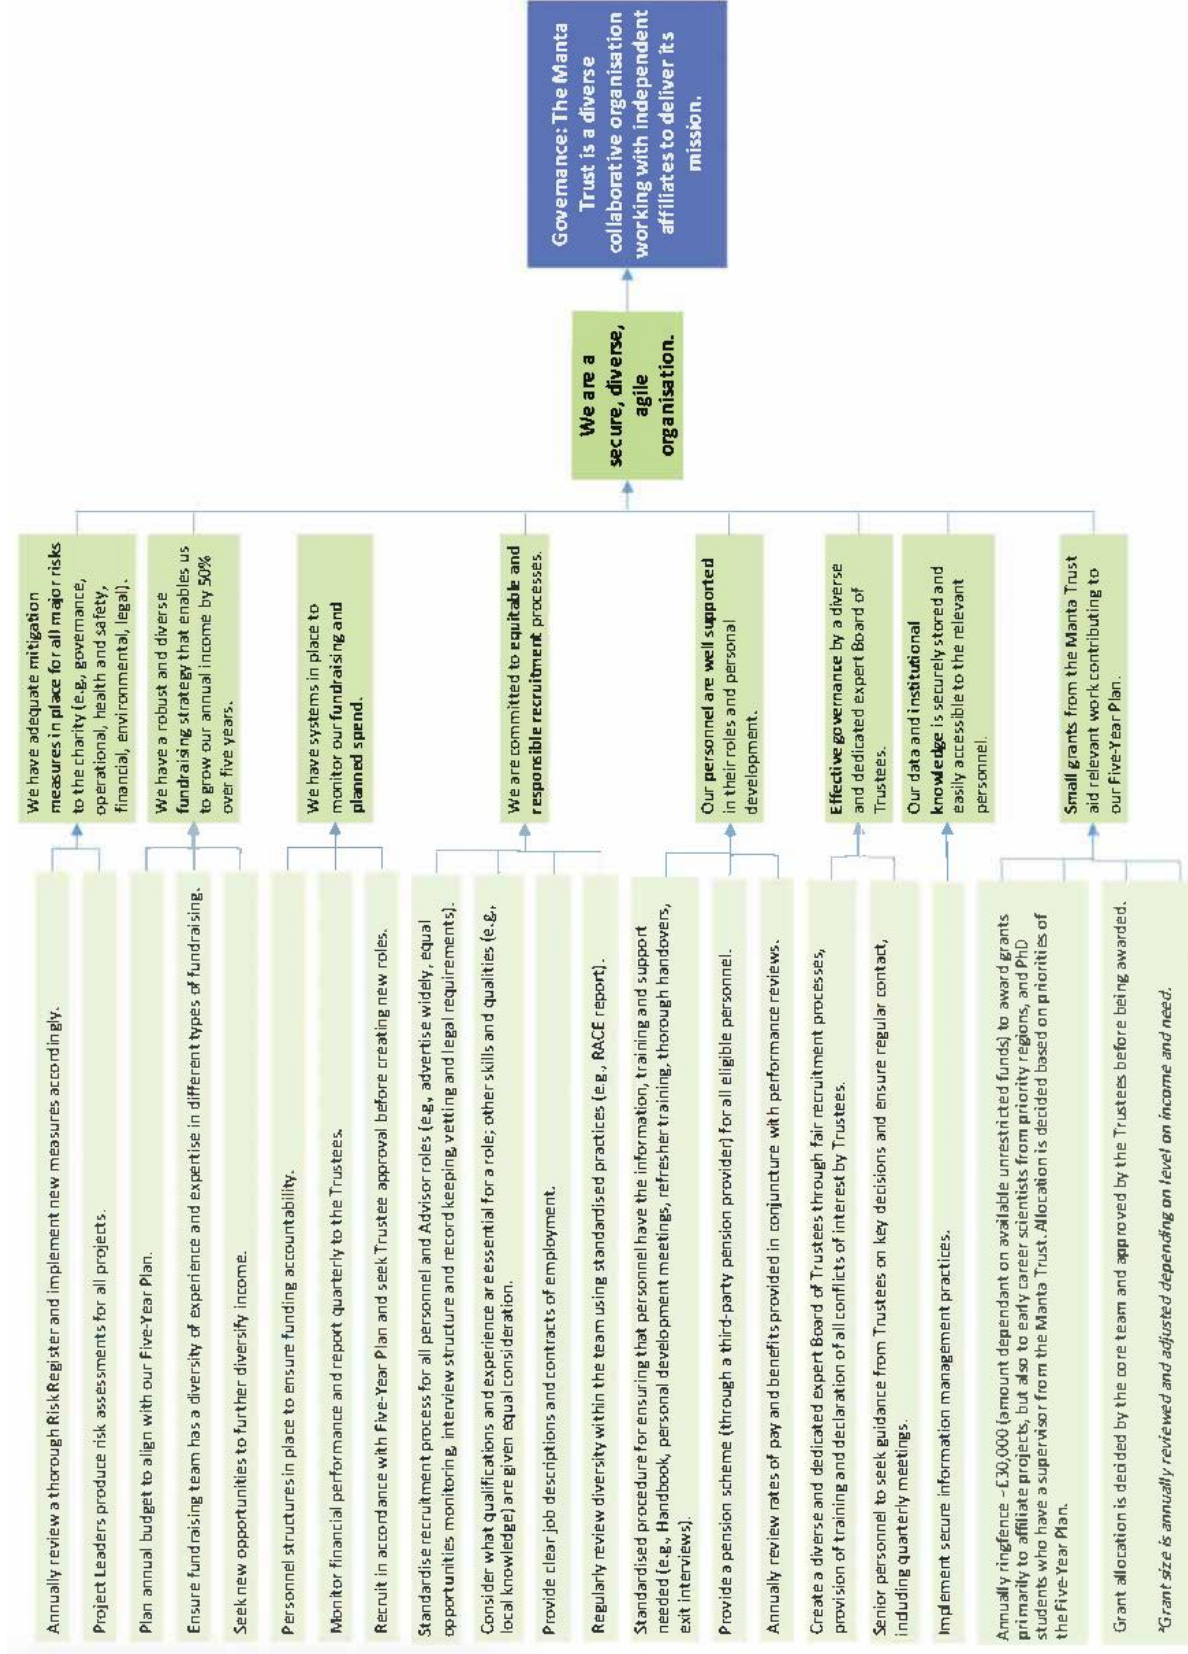 Annually review a thorough Risk Register and implement new measures accordingly.
Project Leaders produce risk assessments for all projects.
Plan annual budget to align with our Five-Year Plan.
Ensure fundraising team has a diversity of experience and expertise in different types of fundraising.
Seek new opportunities to further diversify income.
Personnel structures in place to ensure funding accountability.
Monitor financial performance and report quarterly to the Trustees.
Recruit in accordance with Five-Year Plan and seek Trustee approval before creating new roles.
Standardise recruitment process for all personnel and Advisor roles (e.g., advertise widely, equal
opportunities monitoring, interview structure and record keeping, vetting and legal requirements).
Consider what qualifications and experience are essential for a role; other skills and qualities (e.g.,
local knowledge) are given equal consideration.
Provide clear job descriptions and contracts of employment.
Regularly review diversity within the team using standardised practices (e.g., RACE report).
Standardised procedure for ensuring that personnel have the information, training and support
needed (e.g., Handbook, personal development meetings, refresher training, thorough handovers,
exit interviews).
Provide a pension scheme (through a third-party pension provider) for all eligible personnel.
Annually review rates of pay and benefits provided in conjuncture with performance reviews.
Create a diverse and dedicated expert Board of Trustees through fair recruitment processes,
provision of training and declaration of all conflicts of interest by Trustees.
Senior personnel to seek guidance from Trustees on key decisions and ensure regular contact,
including quarterly meetings.
Implement secure information management practices.
Annually ringfence ~£30,000 (amount dependant on available unrestricted funds) to award grants
primarily to affiliate projects, but also to early career scientists from priority regions, and PhD
students who have a supervisor from the Manta Trust. Allocation is decided based on priorities of
the Five-Year Plan.
Grant allocation is decided by the core team and approved by the Trustees before being awarded.
*Grant size is annually reviewed and adjusted depending on level on income and need.
We have adequate mitigation
measures in place for all major risks
to the charity (e.g., governance,
operational, health and safety,
financial, environmental, legal).
We have a robust and diverse
fundraising strategy that enables us
to grow our annual income by 50%
over five years.
We have systems in place to
monitor our fundraising and
planned spend.
We are committed to equitable and
responsible recruitment processes.
Our personnel are well supported
in their roles and personal
development.
Effective governance by a diverse
and dedicated expert Board of
Trustees.
Our data and institutional
knowledge is securely stored and
easily accessible to the relevant
personnel.
Small grants from the Manta Trust
aid relevant work contributing to
our Five-Year Plan.
We are a
secure, diverse,
agile
organisation.
Governance: The Manta
Trust is a diverse
collaborative organisation
working with independent
affiliates to deliver its
mission.